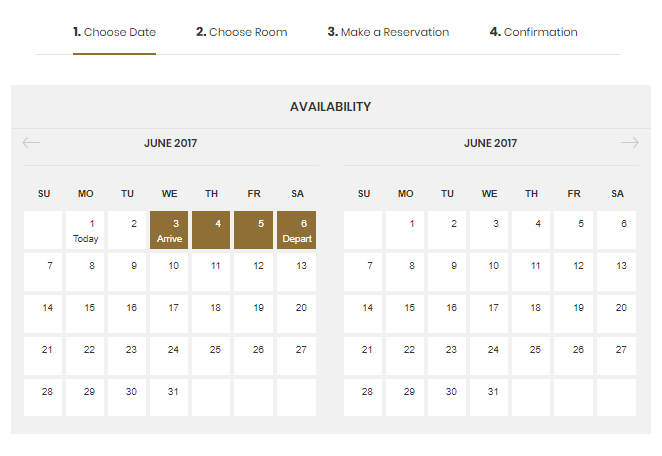 1. Choose Date 2. Choose Room 3. Make a Reservation 4. Confirmation
AVAILABILITY
JUNE 2017
SU MO TU WE TH FR SA
1 2 3 4 5 6
Today Arrive Depart
7 8 9 10 11 12 13
14 15 16 17 18 19 20
21 22 23 24 25 26 27
28 29 30 31
JUNE 2017
SU MO TU WE TH FR SA
1 2 3 4 5 6
7 8 9 10 11 12 13
14 15 16 17 18 19 20
21 22 23 24 25 26 27
28 29 30 31